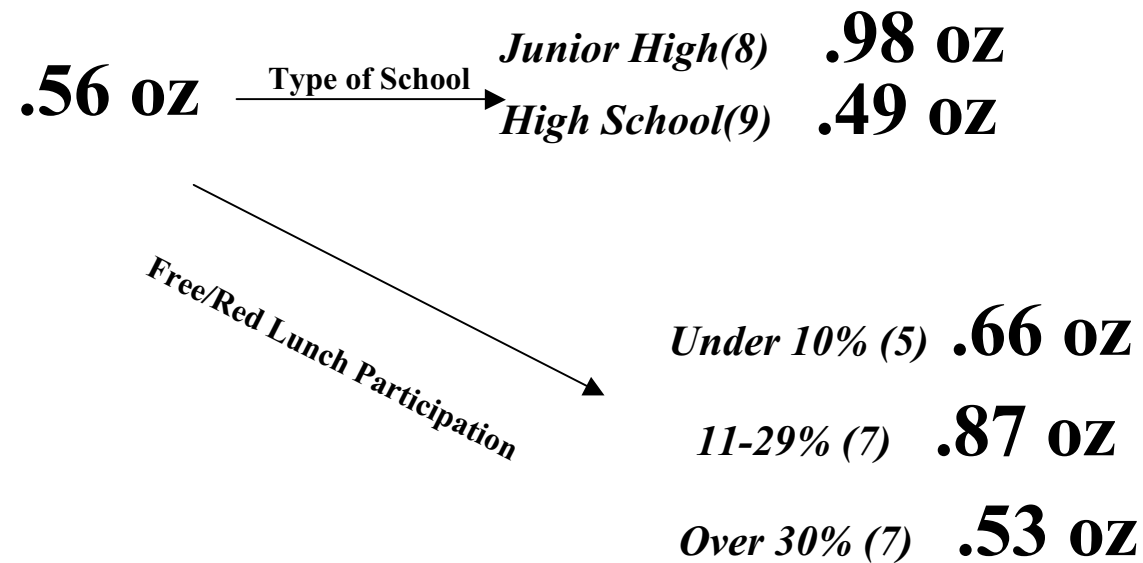 .56 oz
Type of School
Junior High(8) .98 oz
High School(9) .49 oz
Free/Red Lunch Participation
Under 10% (5) .66 oz
11-29% (7) .87 oz
Over 30% (7) .53 oz